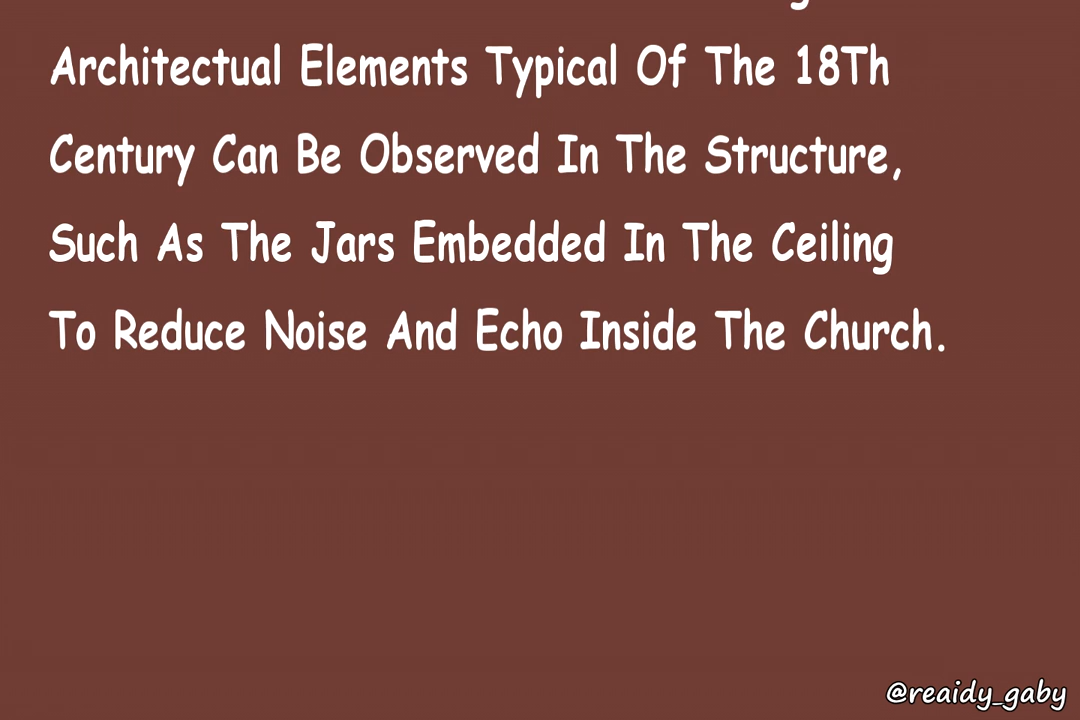 Architectual Elements Typical Of The 18Th
Century Can Be Observed In The Structure,
Such As The Jars Embedded In The Ceiling
To Reduce Noise And Echo Inside The Church.
@reaidy_gaby